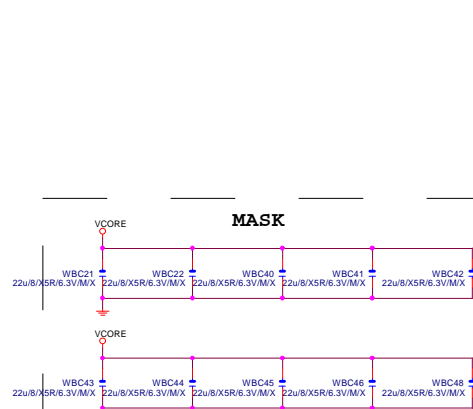 MASK
VCORE
WBC21 WBC22 WBC40 WBC41 WBC42
22u/8/X5R/6.3V/M/X 22u/8/X5R/6.3V/M/X 22u/8/X5R/6.3V/M/X 22u/8/X5R/6.3V/M/X 22u/8/X5R/6.3V/M/X
VCORE
WBC43 WBC44 WBC45 WBC46 WBC48
22u/8/X5R/6.3V/M/X 22u/8/X5R/6.3V/M/X 22u/8/X5R/6.3V/M/X 22u/8/X5R/6.3V/M/X 22u/8/X5R/6.3V/M/X